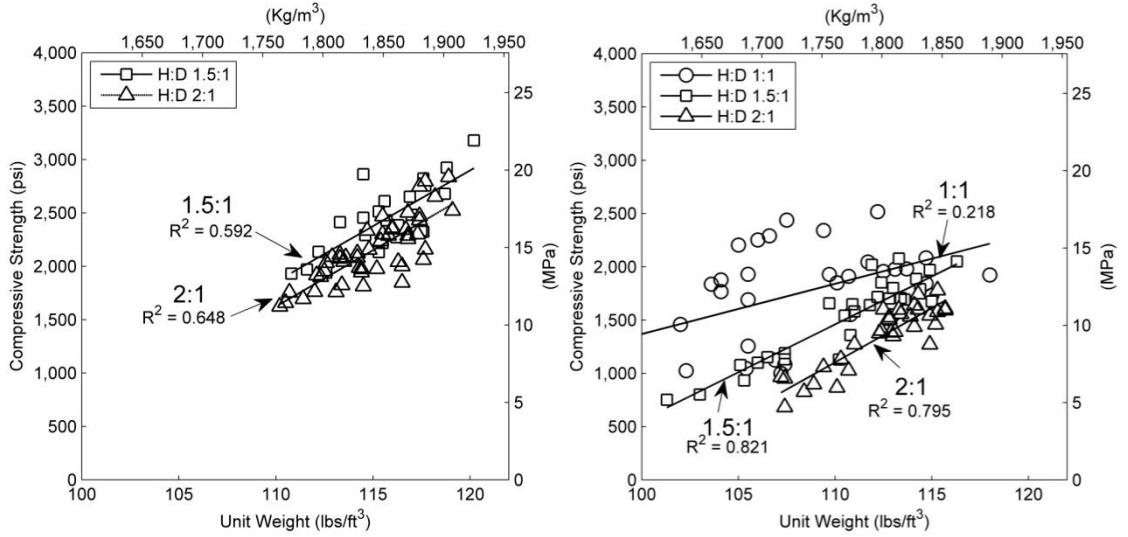 (Kg/m³)
1,650 1,700 1,750 1,800 1,850 1,900 1,950
4,000
3,500
3,000
2,500
2,000
1,500
1,000
500
0
Compressive Strength (psi)
H:D 1.5:1
H:D 2:1
1.5:1
R² = 0.592
2:1
R² = 0.648
25
20
15
10
5
0
(MPa)
100 105 110 115 120
Unit Weight (lbs/ft³)
(Kg/m³)
1,650 1,700 1,750 1,800 1,850 1,900 1,950
4,000
3,500
3,000
2,500
2,000
1,500
1,000
500
0
Compressive Strength (psi)
H:D 1:1
H:D 1.5:1
H:D 2:1
1:1
R² = 0.218
2:1
R² = 0.795
1.5:1
R² = 0.821
25
20
15
10
5
0
(MPa)
100 105 110 115 120
Unit Weight (lbs/ft³)